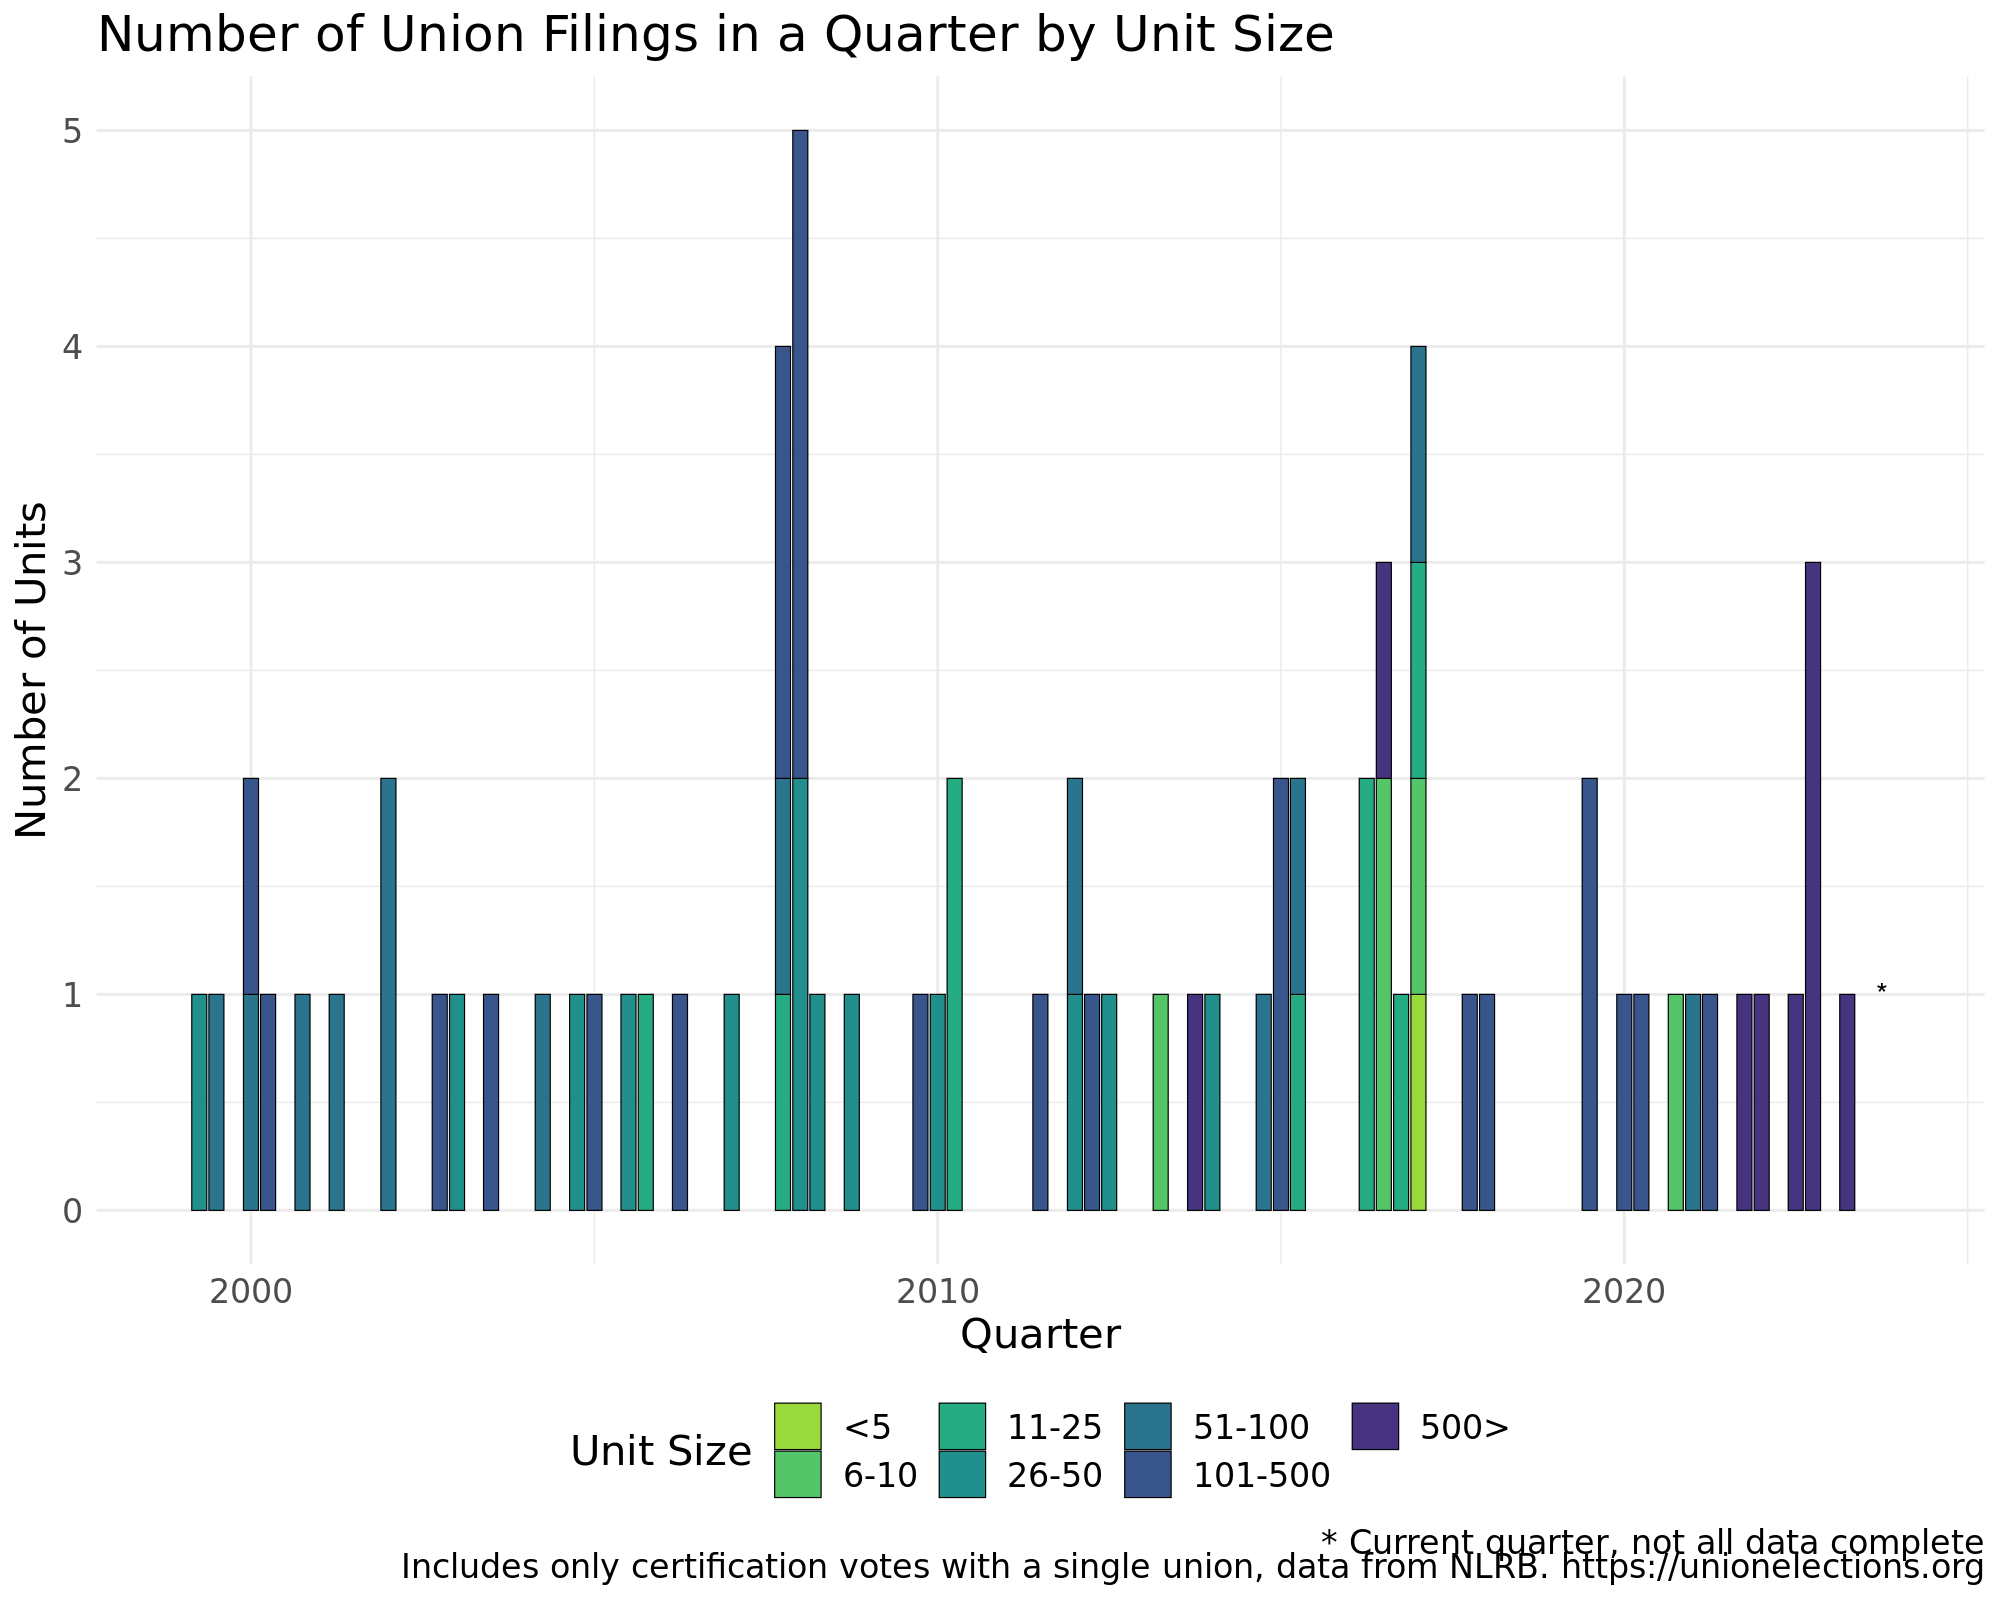 Number of Union Filings in a Quarter by Unit Size
Number of Units
5
4
3
2
1
0
*
2000
2010
2020
Quarter
Unit Size
<5
11-25
51-100
500>
6-10
26-50
101-500
* Current quarter, not all data complete
Includes only certification votes with a single union, data from NLRB. https://unionelections.org